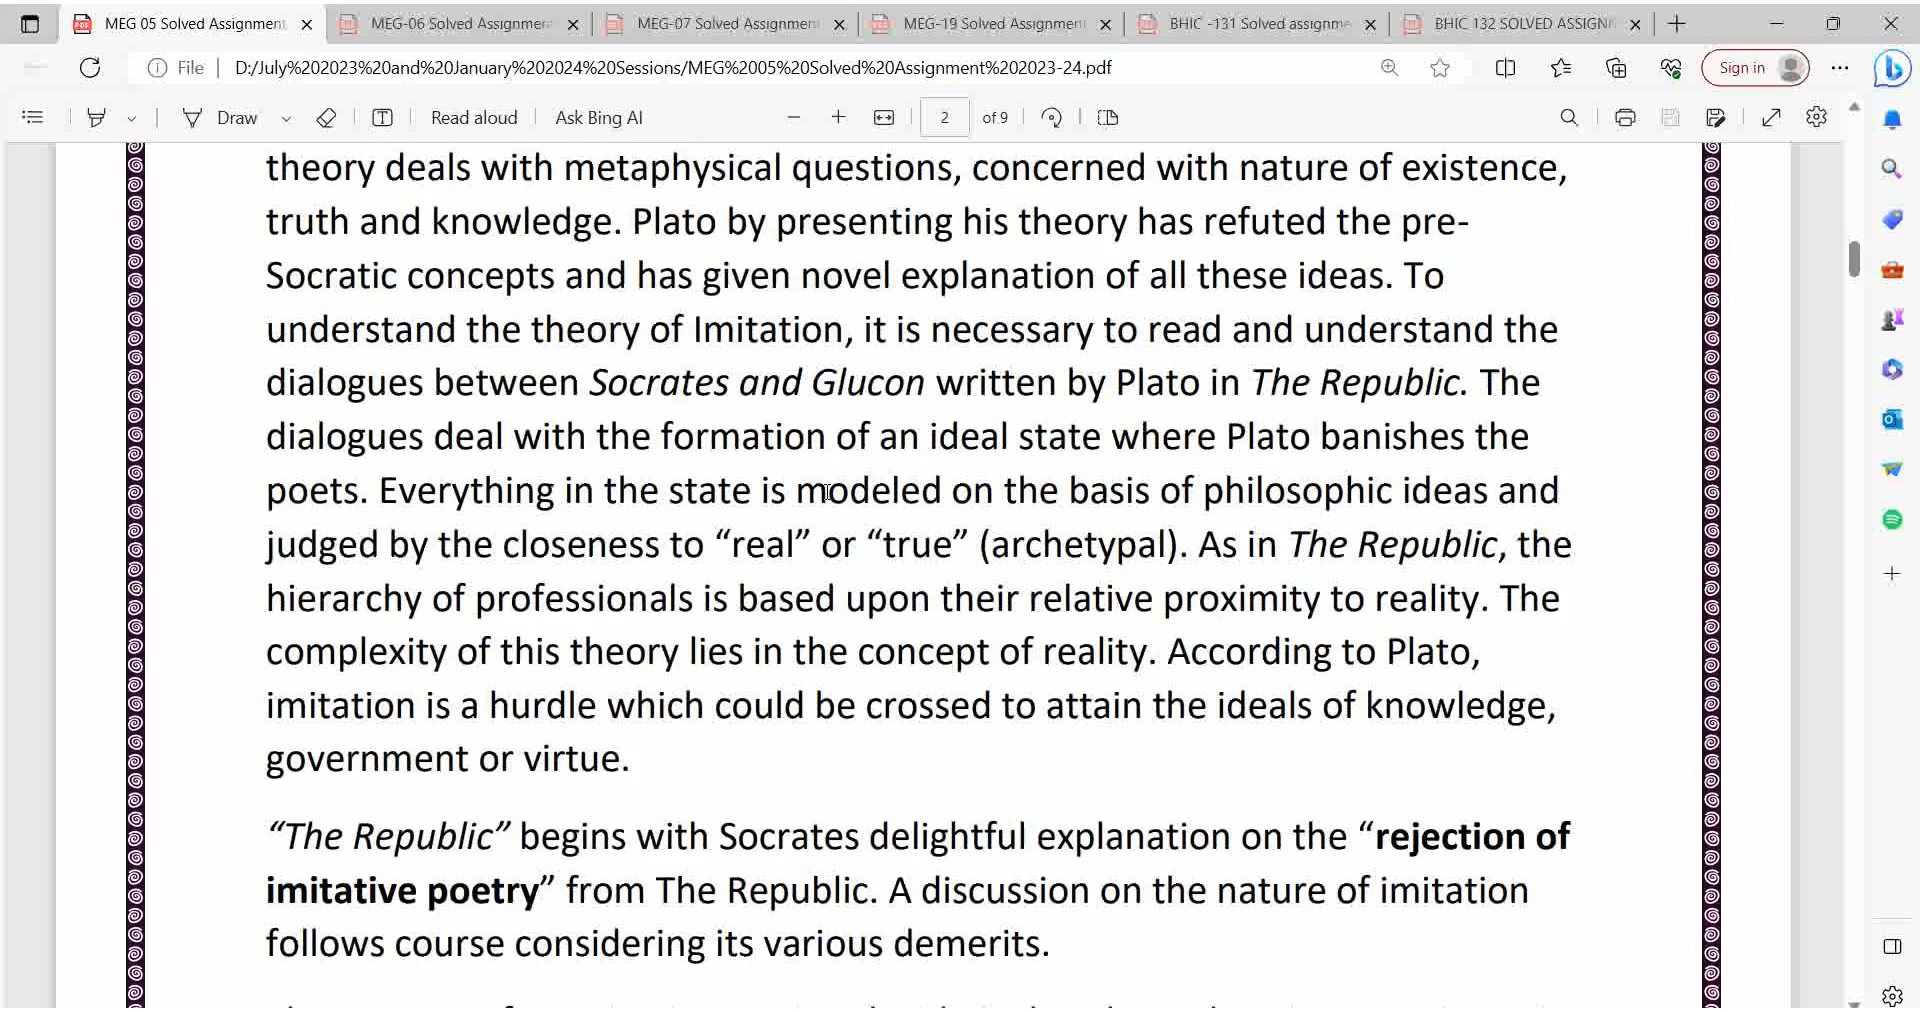 MEG 05 Solved Assignment
MEG-06 Solved Assignmen
MEG-07 Solved Assignment
MEG-19 Solved Assignment
BHIC -131 Solved assignme
BHIC 132 SOLVED ASSIGN
File
D:/July%202023%20and%20January%202024%20Sessions/MEG%2005%20Solved%20Assignment%202023-24.pdf
Sign in
Draw
Read aloud
Ask Bing AI
2 of 9
theory deals with metaphysical questions, concerned with nature of existence,
truth and knowledge. Plato by presenting his theory has refuted the pre-
Socratic concepts and has given novel explanation of all these ideas. To
understand the theory of Imitation, it is necessary to read and understand the
dialogues between Socrates and Glucon written by Plato in The Republic. The
dialogues deal with the formation of an ideal state where Plato banishes the
poets. Everything in the state is modeled on the basis of philosophic ideas and
judged by the closeness to “real” or “true” (archetypal). As in The Republic, the
hierarchy of professionals is based upon their relative proximity to reality. The
complexity of this theory lies in the concept of reality. According to Plato,
imitation is a hurdle which could be crossed to attain the ideals of knowledge,
government or virtue.
“The Republic” begins with Socrates delightful explanation on the “rejection of
imitative poetry” from The Republic. A discussion on the nature of imitation
follows course considering its various demerits.